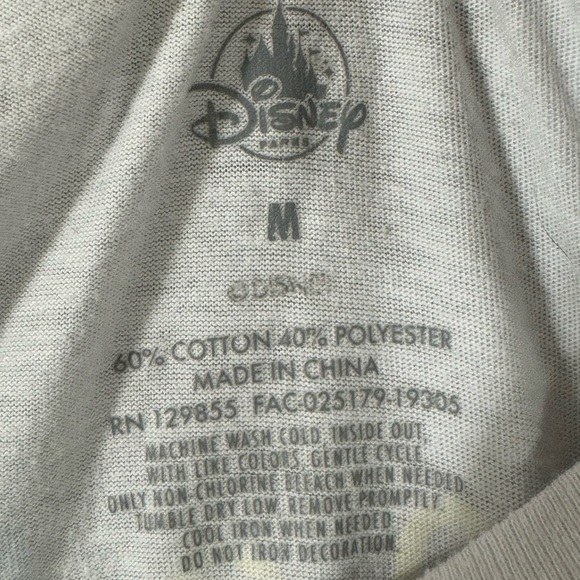 Disney
PARKS
M
©DISNEY
60% COTTON 40% POLYESTER
MADE IN CHINA
RN 129855 FAC-025179-19305
MACHINE WASH COLD, INSIDE OUT,
WITH LIKE COLORS, GENTLE CYCLE
ONLY NON-CHLORINE BLEACH WHEN NEEDED
TUMBLE DRY LOW, REMOVE PROMPTLY,
COOL IRON WHEN NEEDED
DO NOT IRON DECORATION.